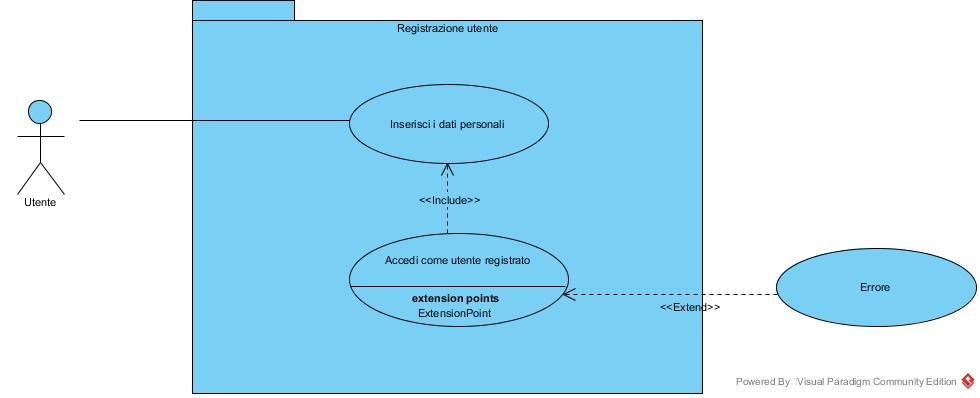 Registrazione utente
Inserisci i dati personali
Utente
<<Include>>
Accedi come utente registrato
extension points
ExtensionPoint
Errore
<<Extend>>
Powered By Visual Paradigm Community Edition